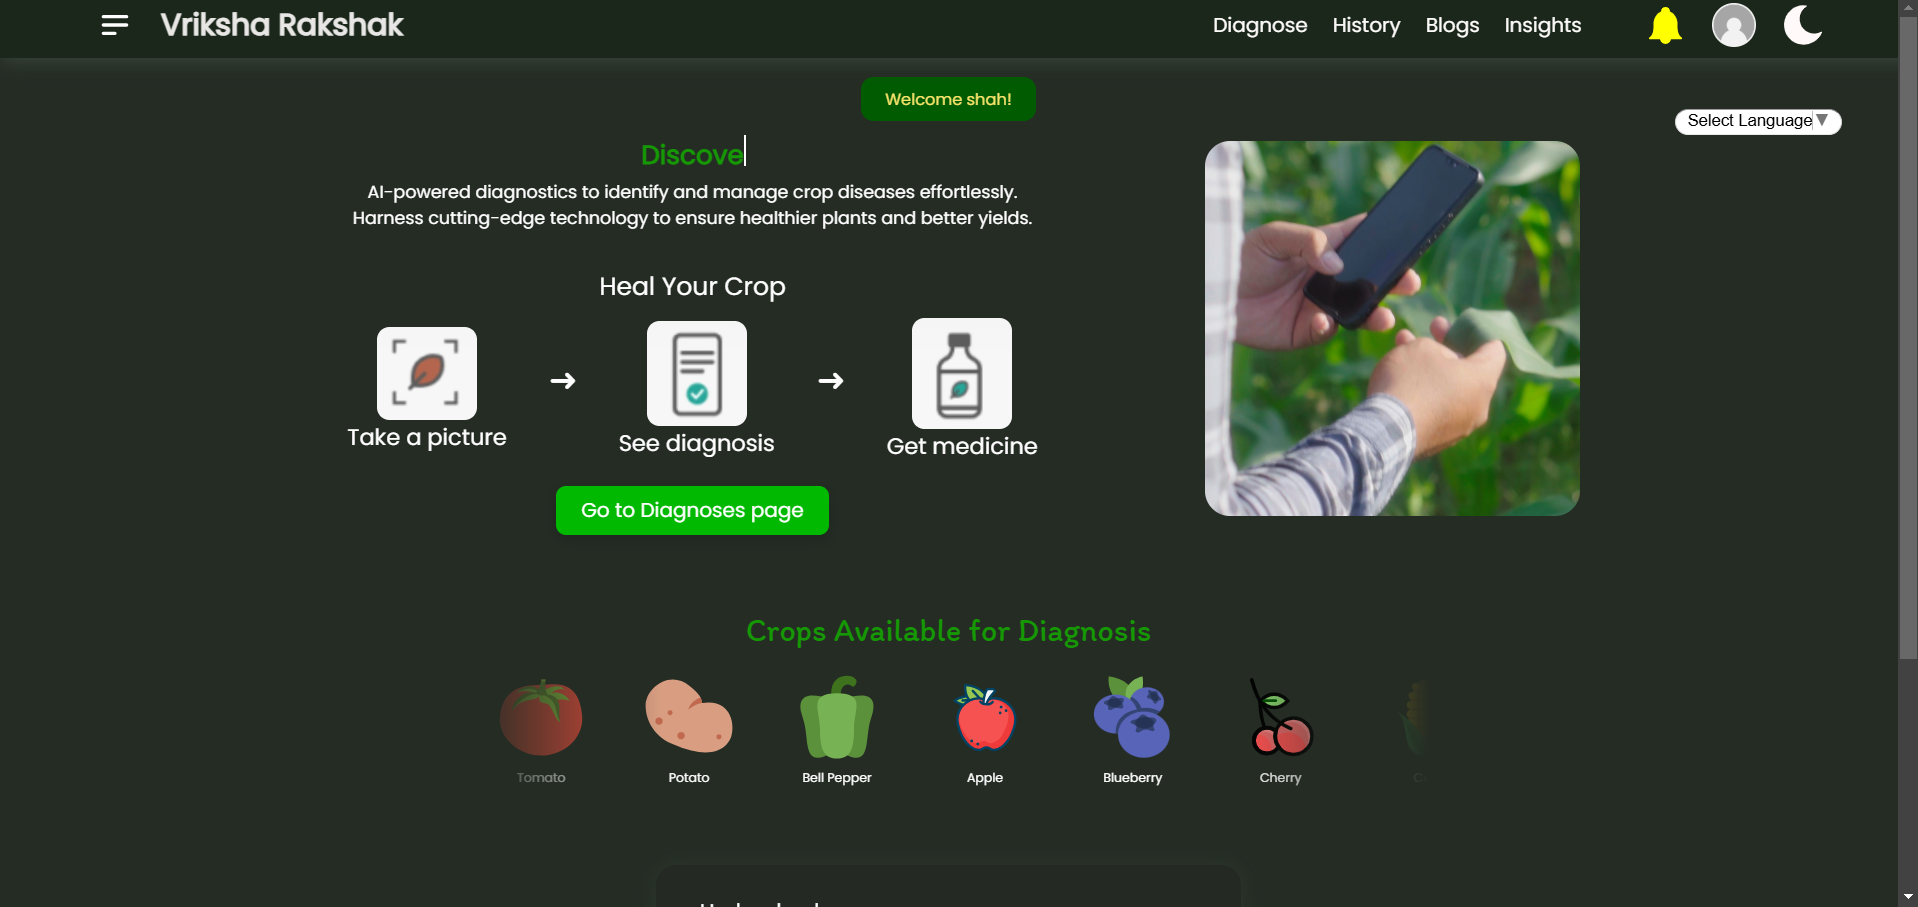 Vriksha Rakshak
Diagnose History Blogs Insights
Welcome shah!
Select Language▼
Discove
AI-powered diagnostics to identify and manage crop diseases effortlessly.
Harness cutting-edge technology to ensure healthier plants and better yields.
Heal Your Crop
Take a picture
See diagnosis
Get medicine
Go to Diagnoses page
Crops Available for Diagnosis
Tomato
Potato
Bell Pepper
Apple
Blueberry
Cherry